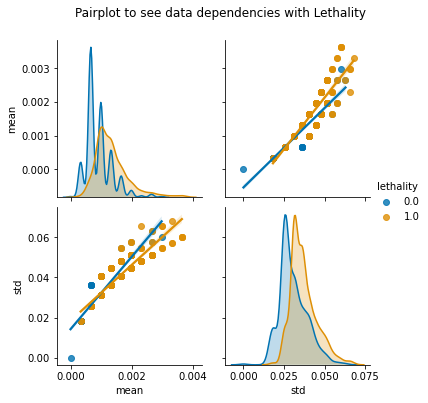 Pairplot to see data dependencies with Lethality
0.003
0.002
0.001
0.000
mean
lethality
0.0
1.0
0.06
0.04
0.02
0.00
std
0.000 0.002 0.004
mean
0.000 0.025 0.050 0.075
std